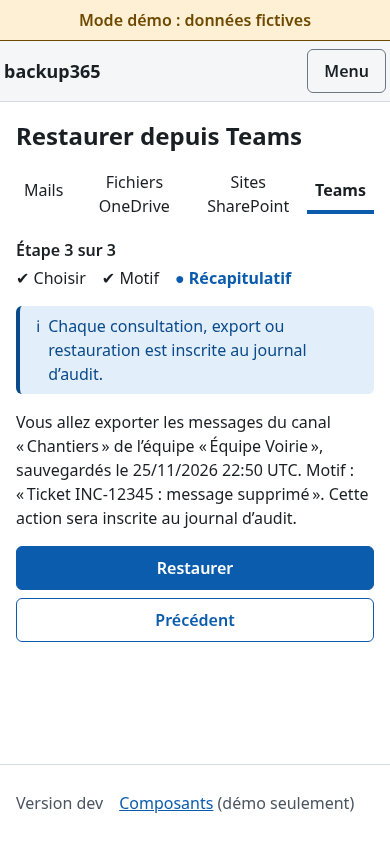 Mode démo : données fictives
backup365
Menu
Restaurer depuis Teams
Mails
Fichiers OneDrive
Sites SharePoint
Teams
Étape 3 sur 3
✔ Choisir ✔ Motif ● Récapitulatif
i Chaque consultation, export ou
restauration est inscrite au journal
d’audit.
Vous allez exporter les messages du canal
« Chantiers » de l’équipe « Équipe Voirie »,
sauvegardés le 25/11/2026 22:50 UTC. Motif :
« Ticket INC-12345 : message supprimé ». Cette
action sera inscrite au journal d’audit.
Restaurer
Précédent
Version dev Composants (démo seulement)